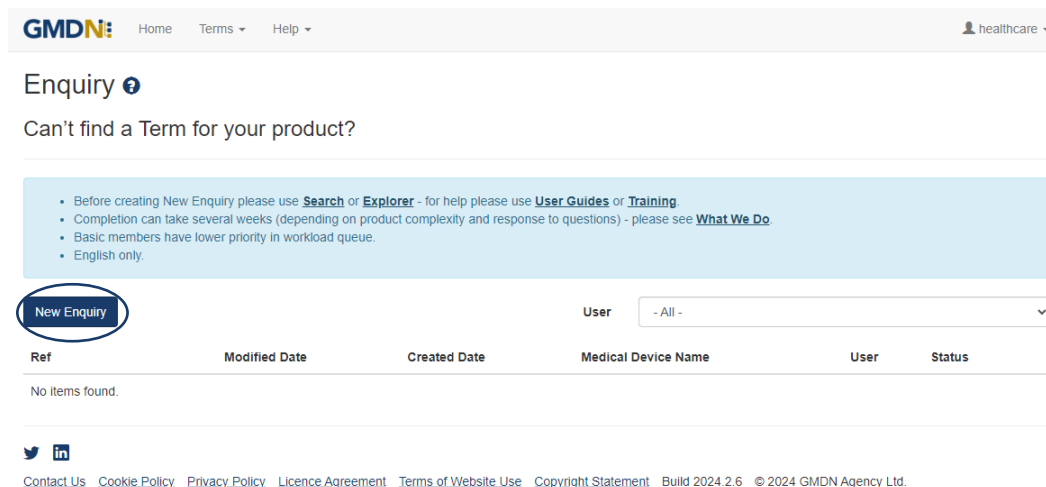 GMDN Home Terms Help healthcare
Enquiry ?
Can't find a Term for your product?
Before creating New Enquiry please use Search or Explorer - for help please use User Guides or Training.
Completion can take several weeks (depending on product complexity and response to questions) - please see What We Do.
Basic members have lower priority in workload queue.
English only.
New Enquiry User - All -
Ref Modified Date Created Date Medical Device Name User Status
No items found.
in
Contact Us Cookie Policy Privacy Policy Licence Agreement Terms of Website Use Copyright Statement Build 2024.2.6 © 2024 GMDN Agency Ltd.